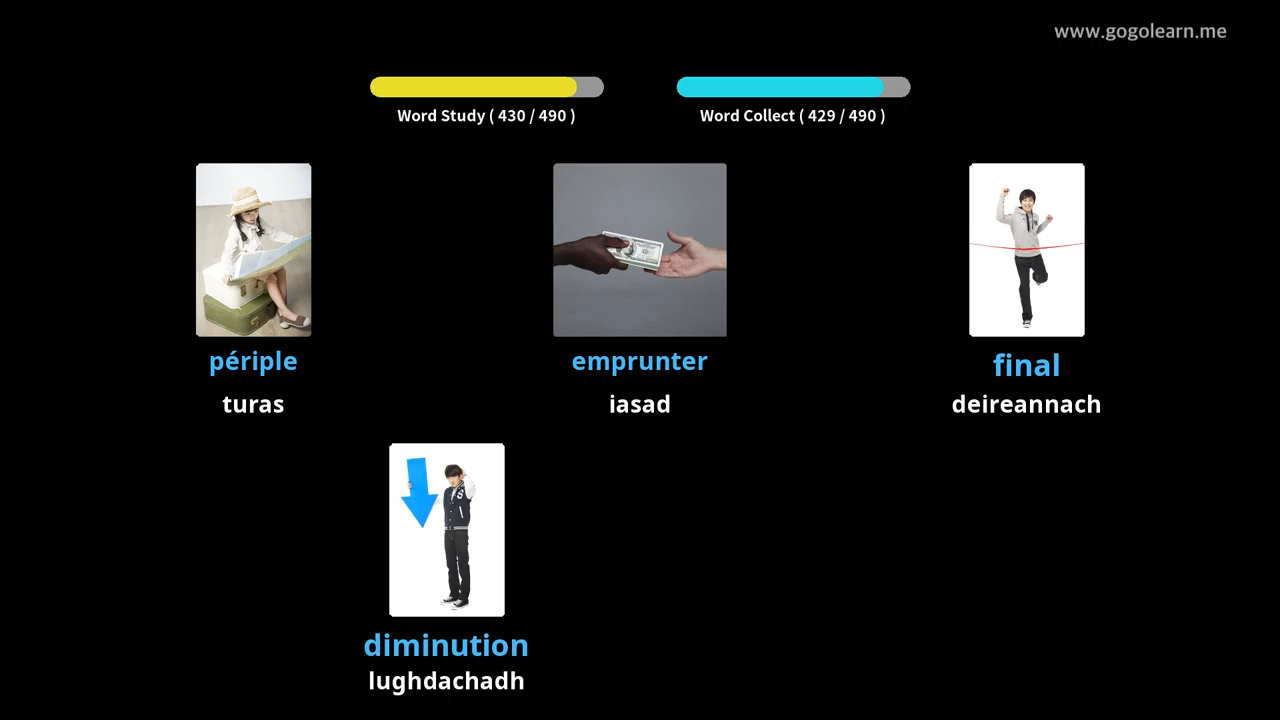 www.gogolearn.me
Word Study ( 430 / 490 )
Word Collect ( 429 / 490 )
périple
emprunter
final
turas
iasad
deireannach
diminution
lughdachadh